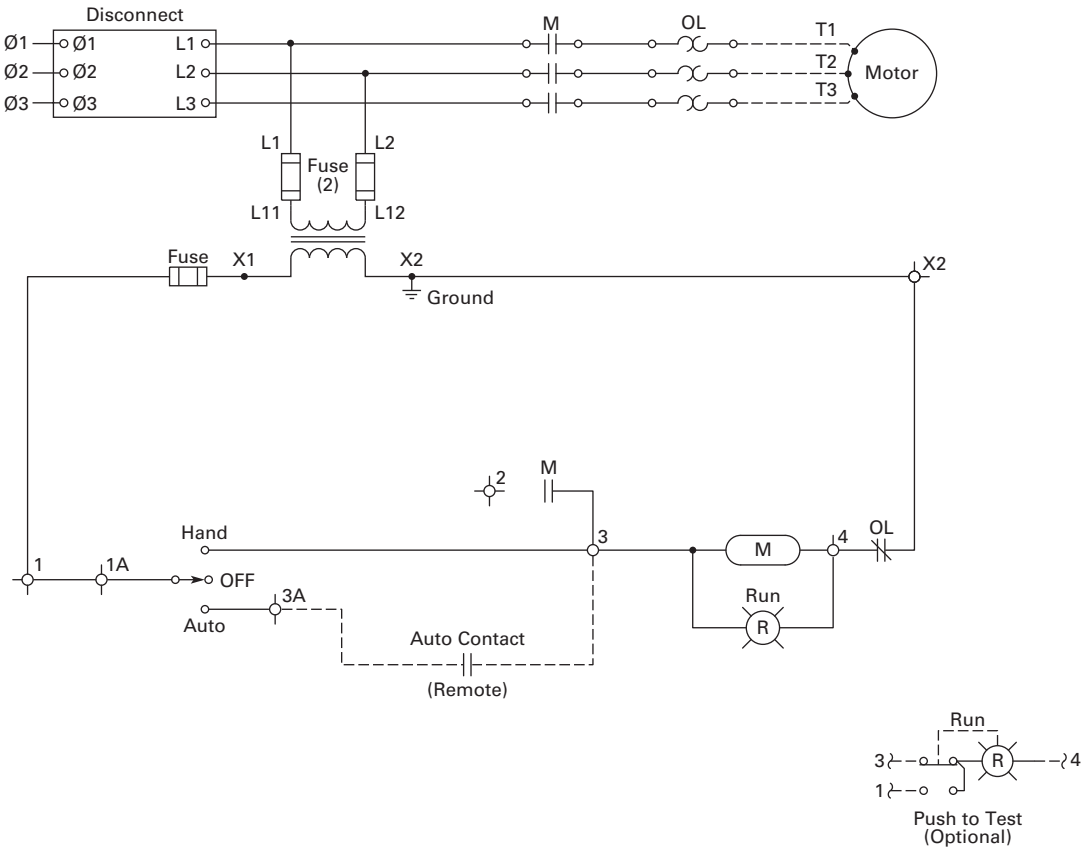 Disconnect
M
OL
Ø1
Ø1
L1
T1
Ø2
Ø2
L2
T2
Motor
Ø3
Ø3
L3
T3
L1
L2
Fuse
(2)
L11
L12
Fuse
X1
X2
X2
Ground
2
M
Hand
3
4
OL
M
1
1A
OFF
Run
3A
R
Auto
Auto Contact
(Remote)
Run
3
R
4
1
Push to Test
(Optional)